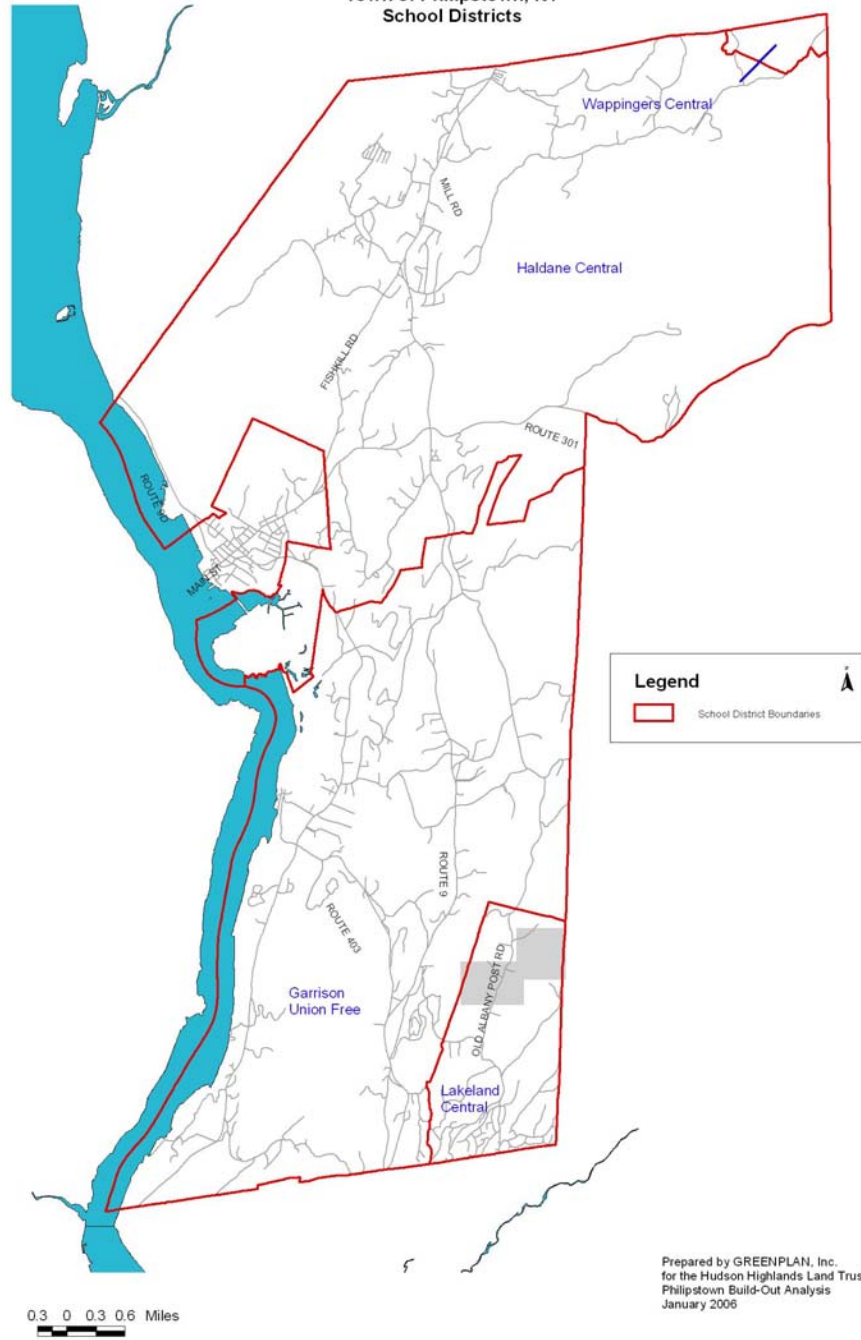 School Districts
Wappingers Central
MILL RD
Haldane Central
FISHKILL RD
ROUTE 301
ROUTE 9D
MAIN ST
Legend
School District Boundaries
ROUTE 9
ROUTE 403
OLD ALBANY POST RD
Garrison
Union Free
Lakeland
Central
Prepared by GREENPLAN, Inc.
for the Hudson Highlands Land Trus
Philipstown Build-Out Analysis
January 2006
0.3 0 0.3 0.6 Miles